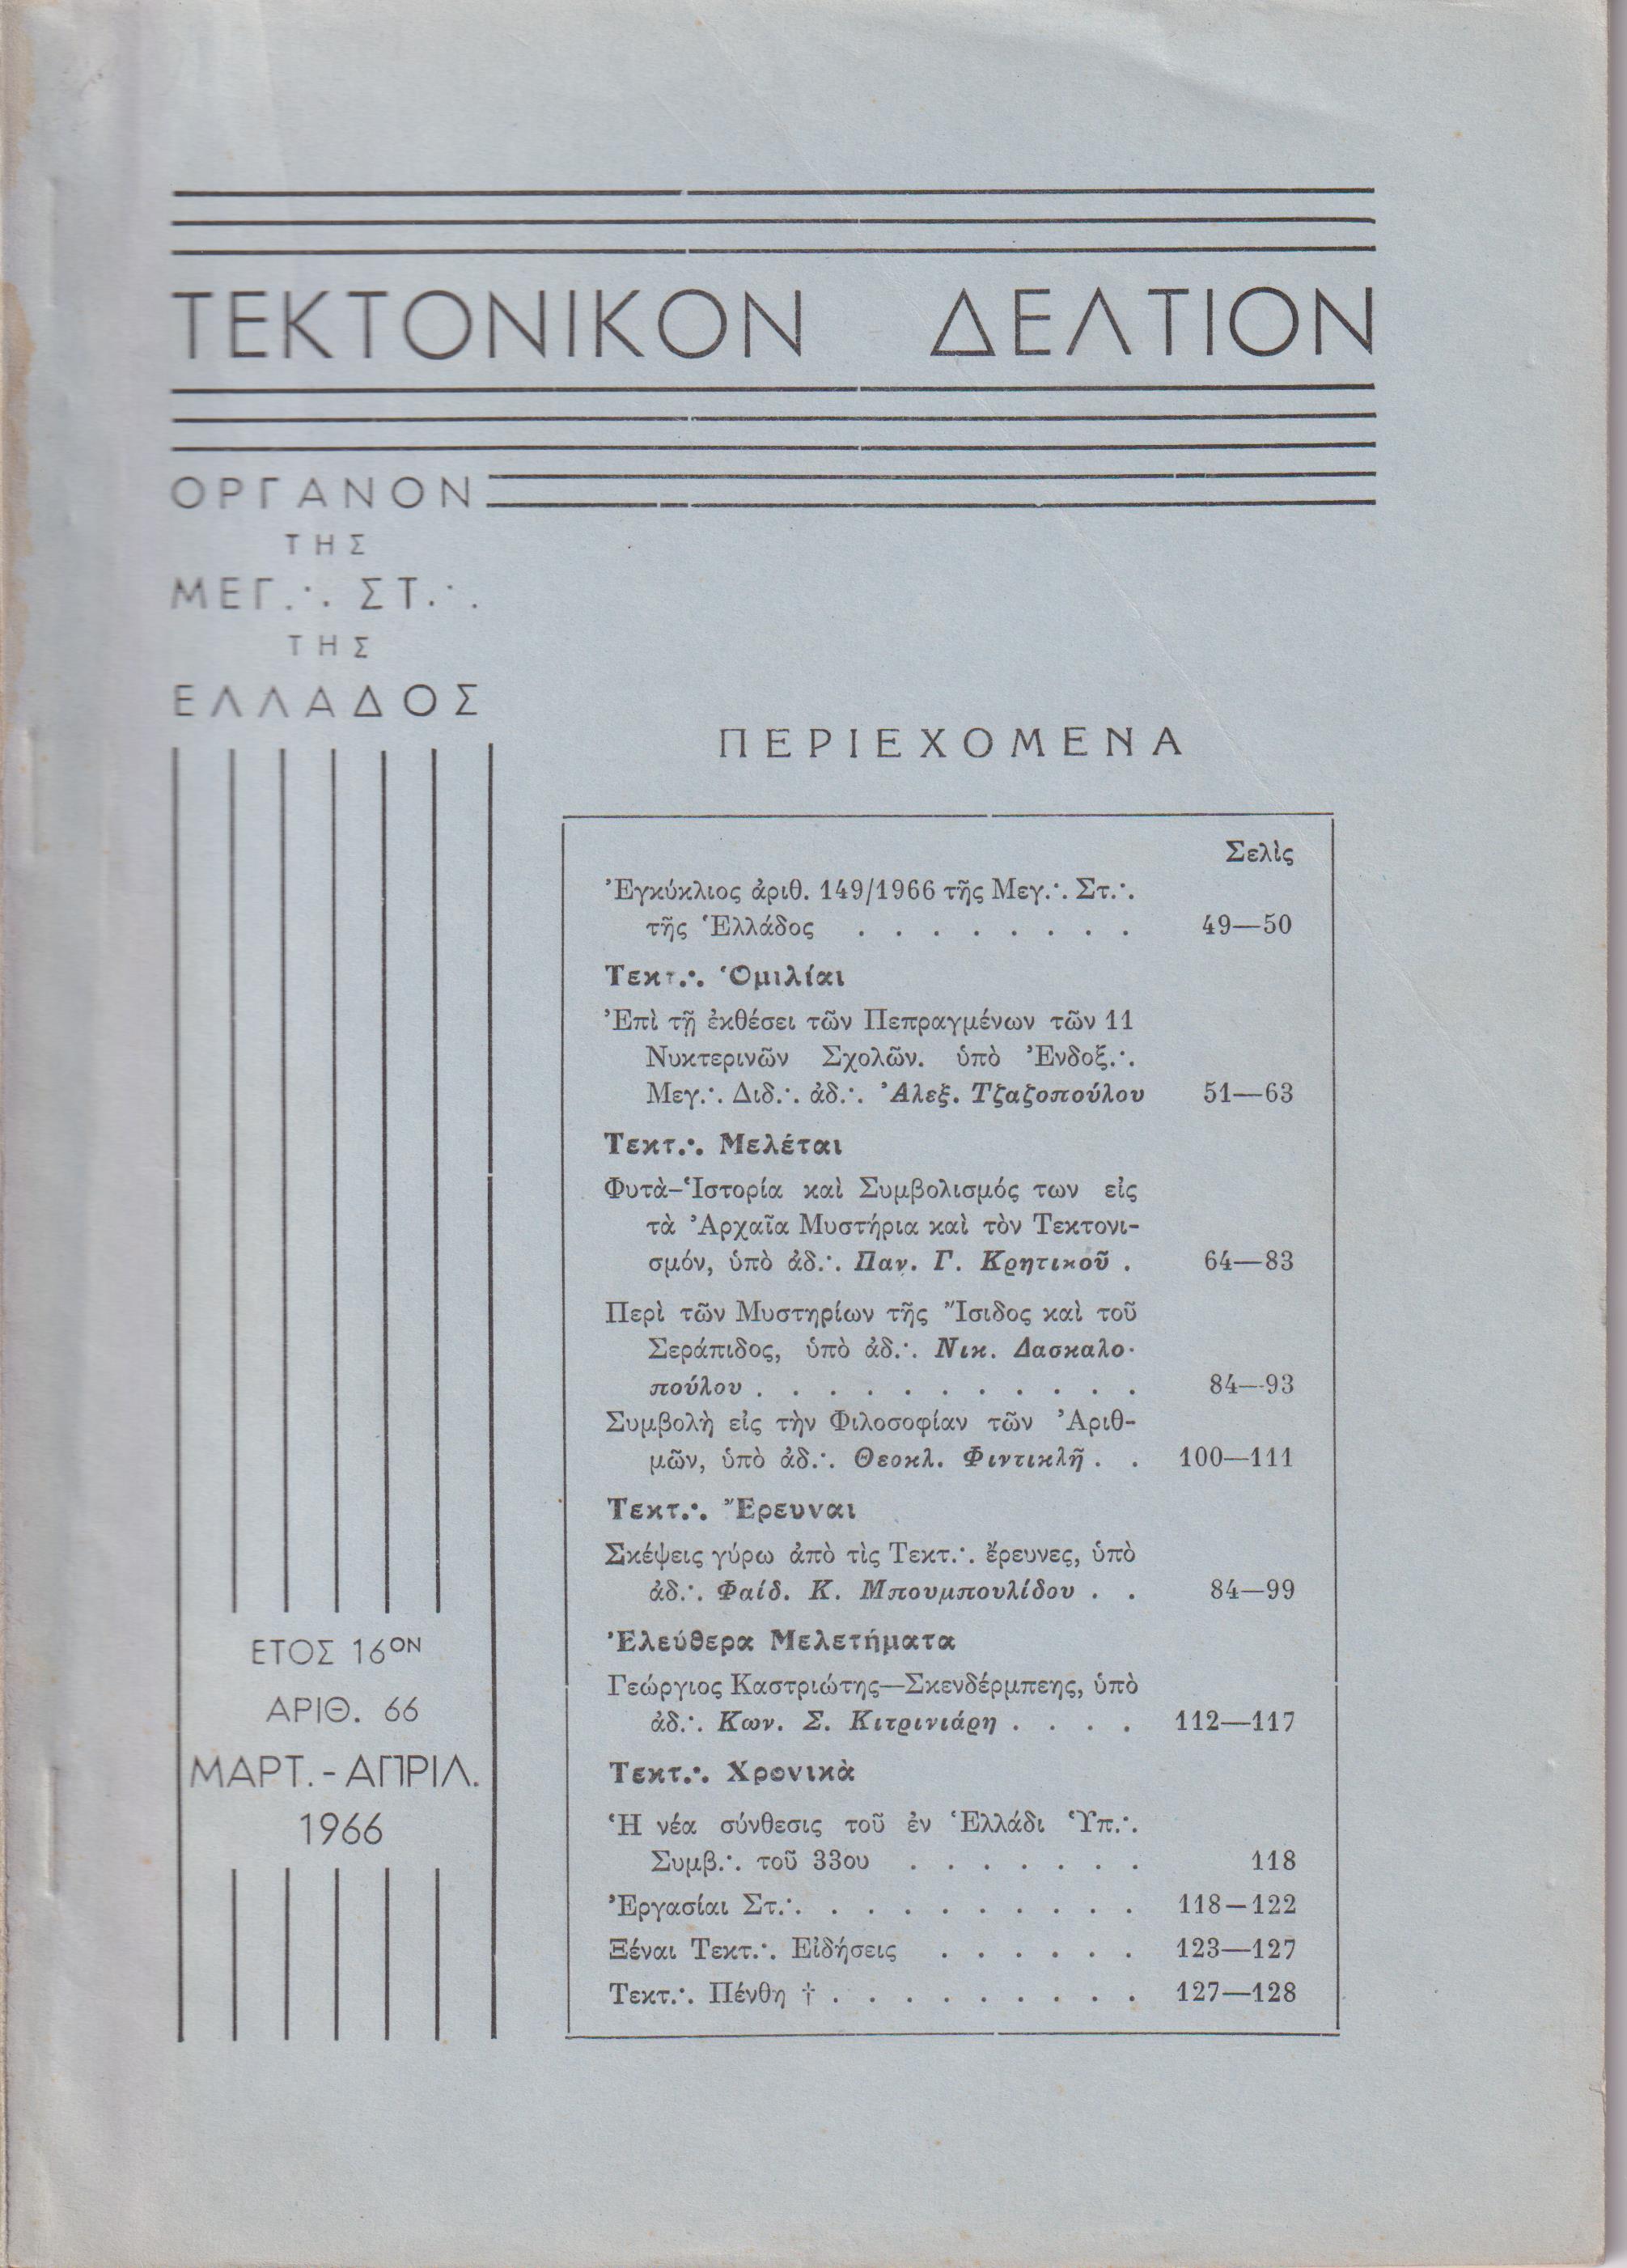 ΤΕΚΤΟΝΙΚΟΝ ΔΕΛΤΙΟΝ
ΟΡΓΑΝΟΝ
ΤΗΣ
ΜΕΓ.·. ΣΤ.·.
ΤΗΣ
ΕΛΛΑΔΟΣ
ΕΤΟΣ 16ΟΝ
ΑΡΙΘ. 66
ΜΑΡΤ. - ΑΠΡΙΛ.
1966
ΠΕΡΙΕΧΟΜΕΝΑ
Σελὶς
Ἐγκύκλιος ἀριθ. 149/1966 τῆς Μεγ.·. Στ.·.
τῆς Ἑλλάδος . . . . . . . . 49—50
Τεκτ.·. Ὁμιλίαι
Ἐπὶ τῇ ἐκθέσει τῶν Πεπραγμένων τῶν 11
Νυκτερινῶν Σχολῶν. ὑπὸ Ἐνδοξ.·.
Μεγ.·. Διδ.·. ἀδ.·. Ἀλεξ. Τζαζοπούλου 51—63
Τεκτ.·. Μελέται
Φυτὰ–Ἱστορία καὶ Συμβολισμός των εἰς
τὰ Ἀρχαῖα Μυστήρια καὶ τὸν Τεκτονι-
σμόν, ὑπὸ ἀδ.·. Παν. Γ. Κρητικοῦ . 64—83
Περὶ τῶν Μυστηρίων τῆς Ἴσιδος καὶ τοῦ
Σεράπιδος, ὑπὸ ἀδ.·. Νικ. Δασκαλο-
πούλου . . . . . . . . . . . 84—93
Συμβολὴ εἰς τὴν Φιλοσοφίαν τῶν Ἀριθ-
μῶν, ὑπὸ ἀδ.·. Θεοκλ. Φιντικλῆ . . 100—111
Τεκτ.·. Ἔρευναι
Σκέψεις γύρω ἀπὸ τὶς Τεκτ.·. ἔρευνες, ὑπὸ
ἀδ.·. Φαίδ. Κ. Μπουμπουλίδου . . 84—99
Ἐλεύθερα Μελετήματα
Γεώργιος Καστριώτης—Σκενδέρμπεης, ὑπὸ
ἀδ.·. Κων. Σ. Κιτρινιάρη . . . . 112—117
Τεκτ.·. Χρονικὰ
Ἡ νέα σύνθεσις τοῦ ἐν Ἑλλάδι Ὑπ.·.
Συμβ.·. τοῦ 33ου . . . . . . . 118
Ἐργασίαι Στ.·. . . . . . . . . . 118—122
Ξέναι Τεκτ.·. Εἰδήσεις . . . . . . 123—127
Τεκτ.·. Πένθη † . . . . . . . . . 127—128